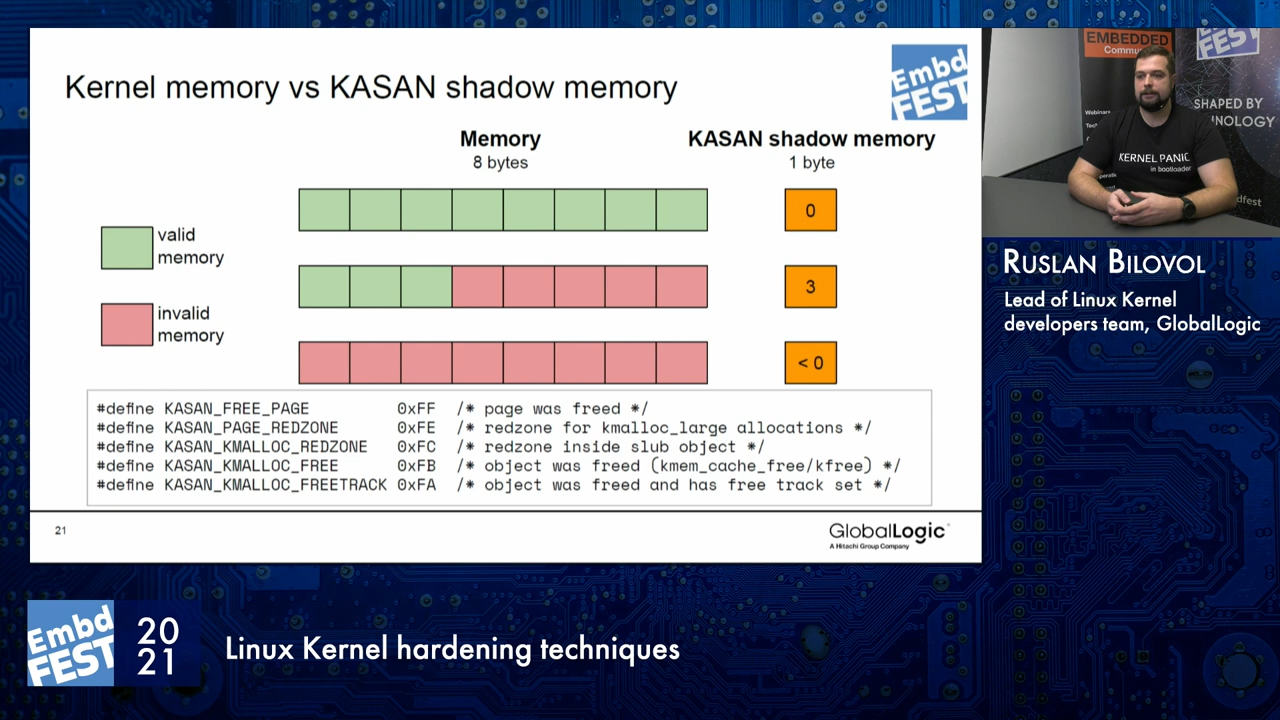 Kernel memory vs KASAN shadow memory
Embd
FEST
Memory
8 bytes
KASAN shadow memory
1 byte
valid
memory
invalid
memory
0
3
< 0
#define KASAN_FREE_PAGE 0xFF /* page was freed */
#define KASAN_PAGE_REDZONE 0xFE /* redzone for kmalloc_large allocations */
#define KASAN_KMALLOC_REDZONE 0xFC /* redzone inside slub object */
#define KASAN_KMALLOC_FREE 0xFB /* object was freed (kmem_cache_free/kfree) */
#define KASAN_KMALLOC_FREETRACK 0xFA /* object was freed and has free track set */
21
GlobalLogic
A Hitachi Group Company
EMBEDDED
FEST
SHAPED BY
Webinars
KERNEL PANIC
in bootloader
RUSLAN BILOVOL
Lead of Linux Kernel
developers team, GlobalLogic
Embd
FEST
20
21
Linux Kernel hardening techniques